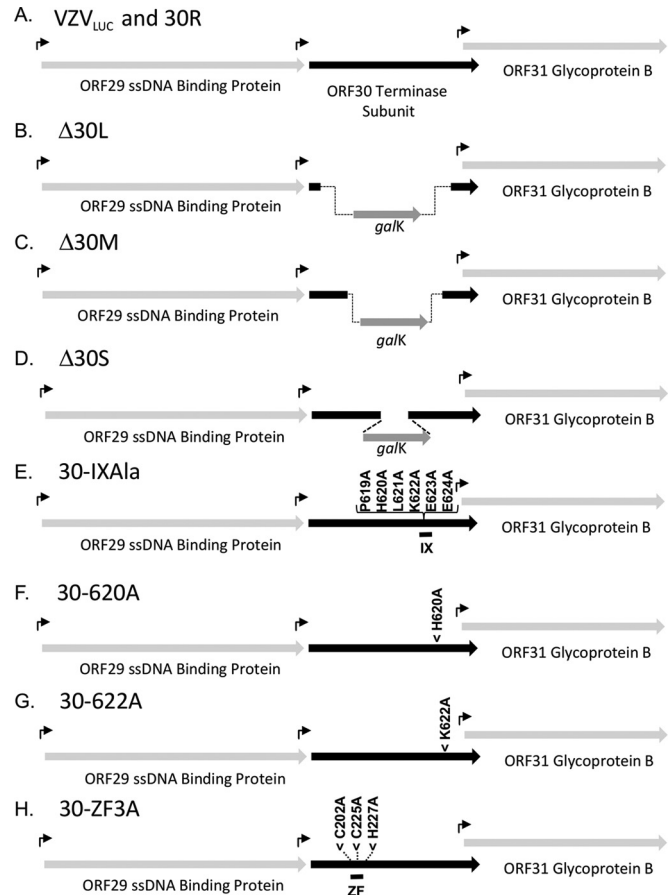 A. VZVLUC and 30R
ORF29 ssDNA Binding Protein
ORF30 Terminase
Subunit
ORF31 Glycoprotein B
B. Δ30L
ORF29 ssDNA Binding Protein
galK
ORF31 Glycoprotein B
C. Δ30M
ORF29 ssDNA Binding Protein
galK
ORF31 Glycoprotein B
D. Δ30S
ORF29 ssDNA Binding Protein
galK
ORF31 Glycoprotein B
E. 30-IXAla
P619A
H620A
L621A
K622A
E623A
E624A
ORF29 ssDNA Binding Protein
IX
ORF31 Glycoprotein B
F. 30-620A
< H620A
ORF29 ssDNA Binding Protein
ORF31 Glycoprotein B
G. 30-622A
< K622A
ORF29 ssDNA Binding Protein
ORF31 Glycoprotein B
H. 30-ZF3A
< C202A
< C225A
< H227A
ORF29 ssDNA Binding Protein
ZF
ORF31 Glycoprotein B